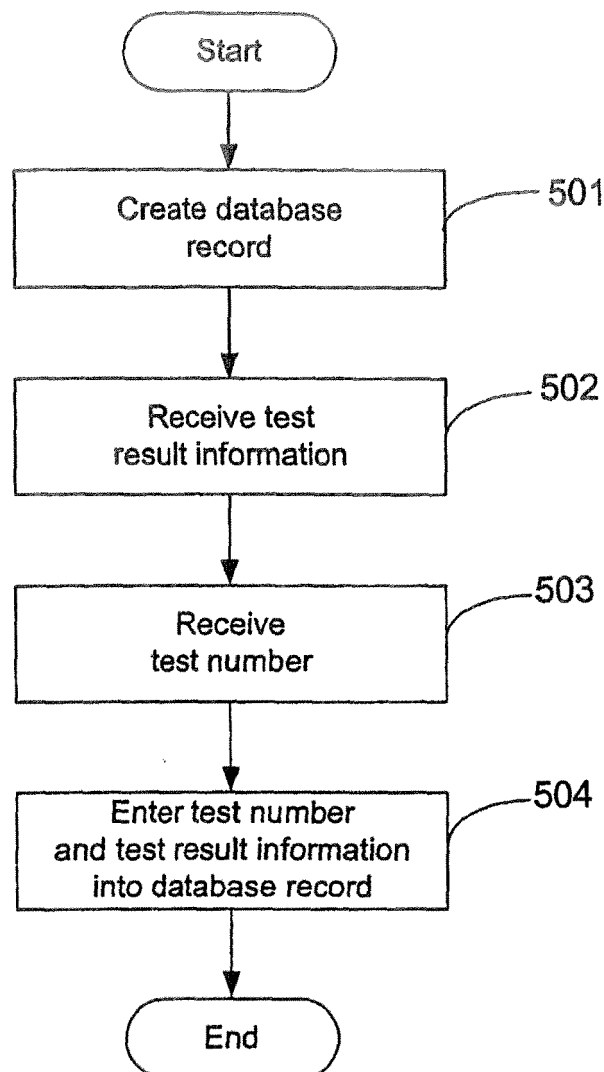 Start
Create database
record
501
Receive test
result information
502
Receive
test number
503
Enter test number
and test result information
into database record
504
End